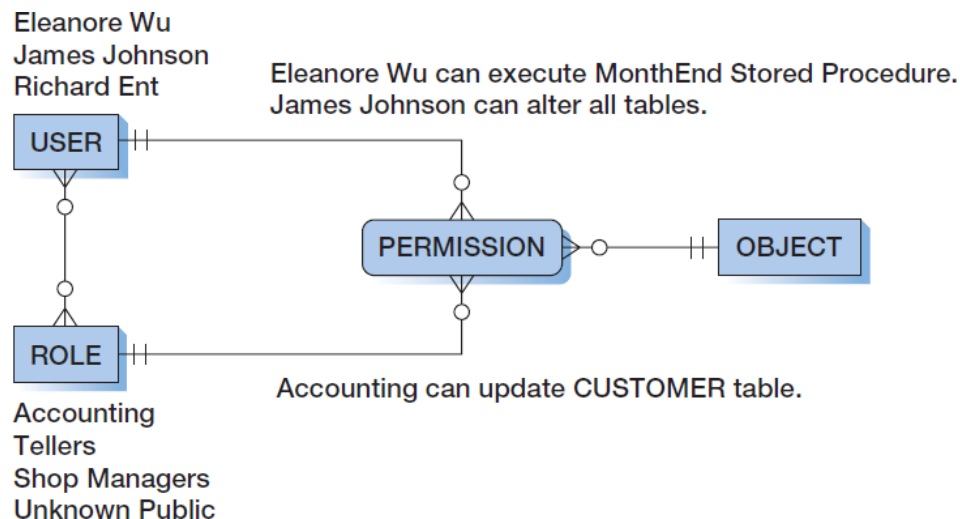 Eleanore Wu
James Johnson
Richard Ent
Eleanore Wu can execute MonthEnd Stored Procedure.
James Johnson can alter all tables.
USER
PERMISSION
OBJECT
ROLE
Accounting can update CUSTOMER table.
Accounting
Tellers
Shop Managers
Unknown Public